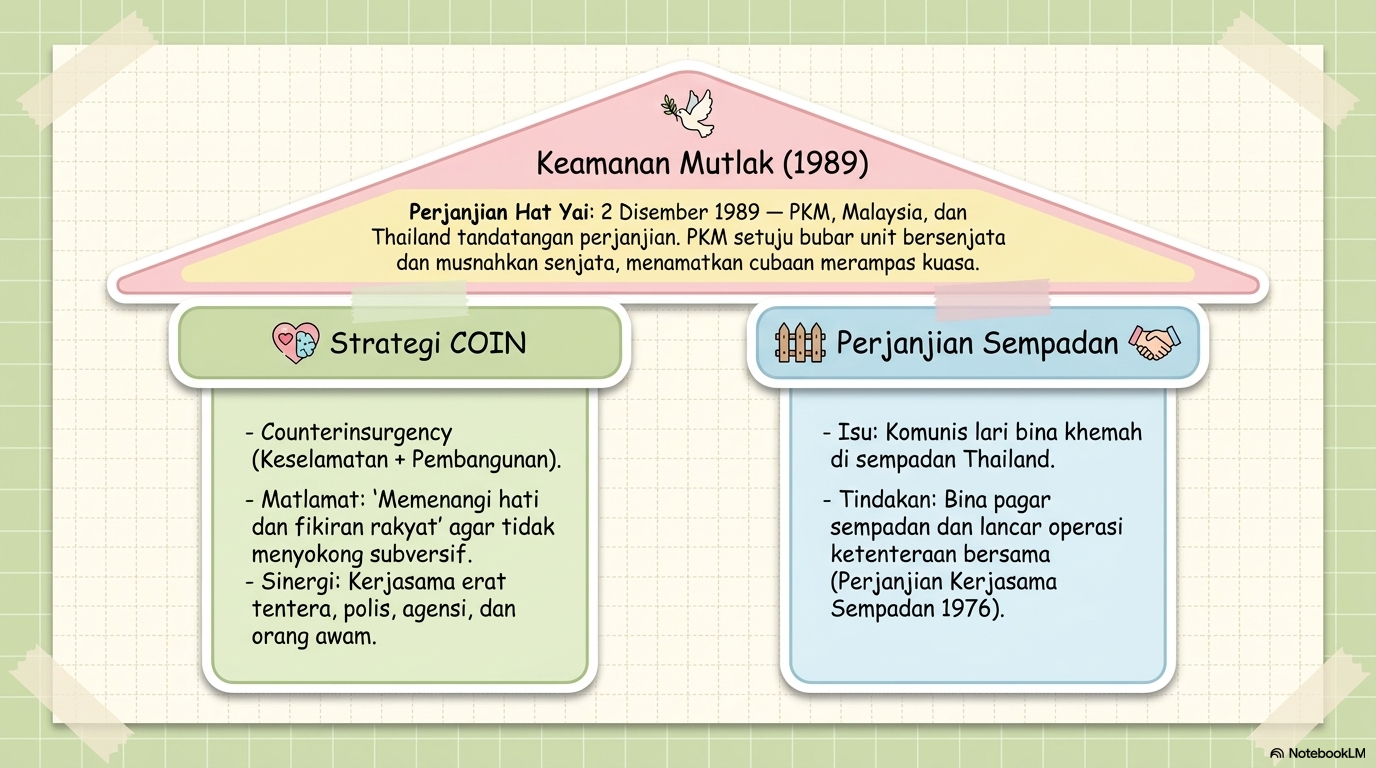 Keamanan Mutlak (1989)
Perjanjian Hat Yai: 2 Disember 1989 — PKM, Malaysia, dan
Thailand tandatangan perjanjian. PKM setuju bubar unit bersenjata
dan musnahkan senjata, menamatkan cubaan merampas kuasa.
Strategi COIN
- Counterinsurgency
(Keselamatan + Pembangunan).
- Matlamat: ‘Memenangi hati
dan fikiran rakyat’ agar tidak
menyokong subversif.
- Sinergi: Kerjasama erat
tentera, polis, agensi, dan
orang awam.
Perjanjian Sempadan
- Isu: Komunis lari bina khemah
di sempadan Thailand.
- Tindakan: Bina pagar
sempadan dan lancar operasi
ketenteraan bersama
(Perjanjian Kerjasama
Sempadan 1976).
NotebookLM